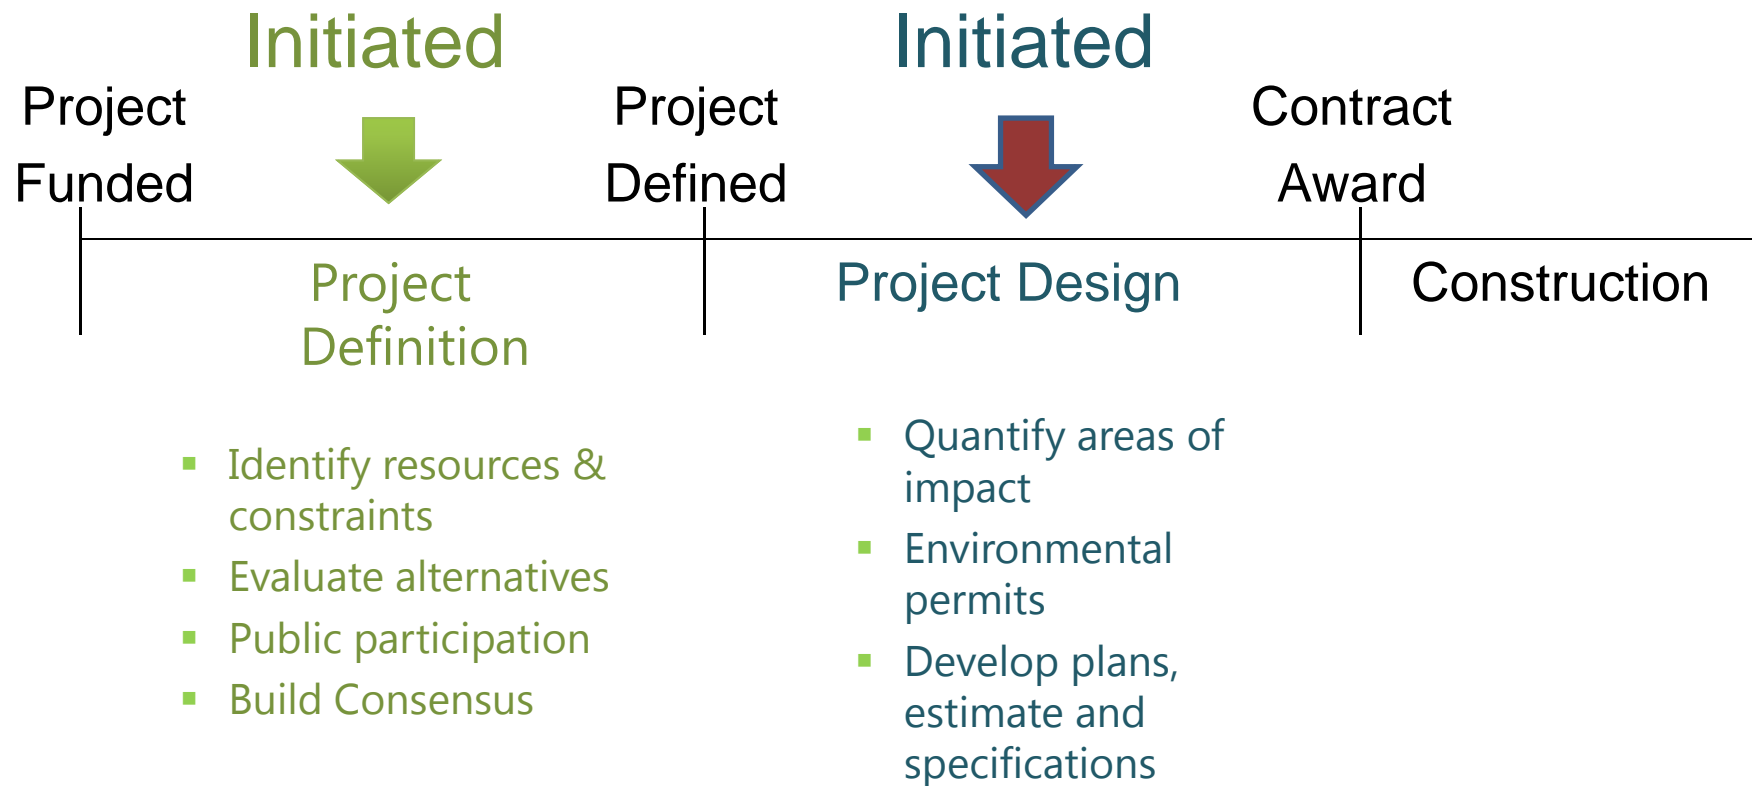 Initiated
Initiated
Project
Funded
Project
Defined
Contract
Award
Project
Definition
Project Design
Construction
▪ Identify resources &
constraints
▪ Evaluate alternatives
▪ Public participation
▪ Build Consensus
▪ Quantify areas of
impact
▪ Environmental
permits
▪ Develop plans,
estimate and
specifications